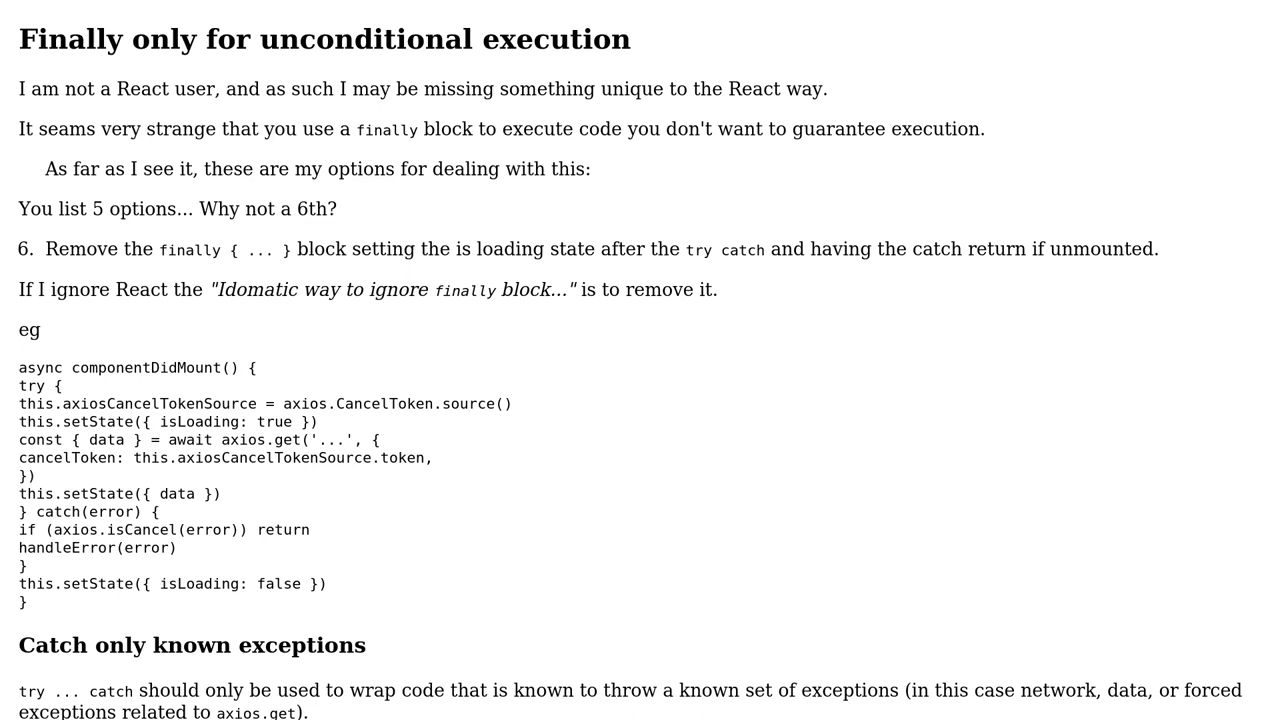 Finally only for unconditional execution
I am not a React user, and as such I may be missing something unique to the React way.
It seams very strange that you use a finally block to execute code you don't want to guarantee execution.
As far as I see it, these are my options for dealing with this:
You list 5 options... Why not a 6th?
6. Remove the finally { ... } block setting the is loading state after the try catch and having the catch return if unmounted.
If I ignore React the "Idomatic way to ignore finally block..." is to remove it.
eg
async componentDidMount() {
try {
this.axiosCancelTokenSource = axios.CancelToken.source()
this.setState({ isLoading: true })
const { data } = await axios.get('...', {
cancelToken: this.axiosCancelTokenSource.token,
})
this.setState({ data })
} catch(error) {
if (axios.isCancel(error)) return
handleError(error)
}
this.setState({ isLoading: false })
}
Catch only known exceptions
try ... catch should only be used to wrap code that is known to throw a known set of exceptions (in this case network, data, or forced
exceptions related to axios.get).